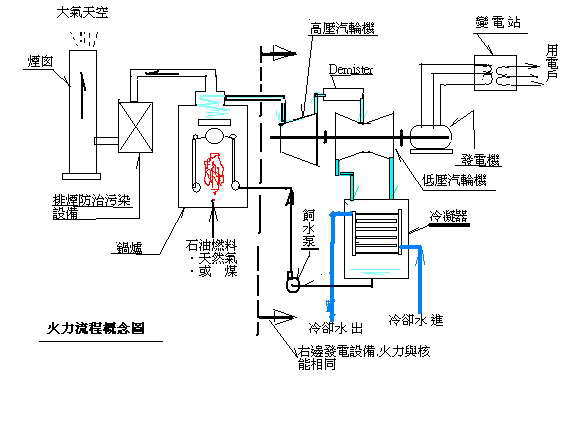 大氣天空
高壓汽輪機
變電站
煙囪
Demister
用電戶
發電機
低壓汽輪機
排煙防治污染
設備
飼水泵
冷凝器
鍋爐
石油燃料
·天然氣
·或 煤
冷卻水出
冷卻水進
火力流程概念圖
右邊發電設備,火力與核
能相同